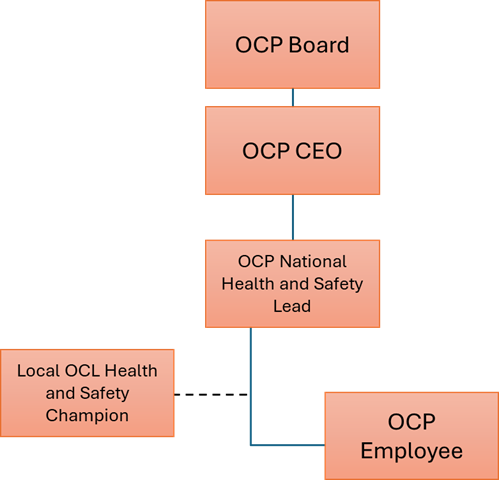 OCP Board
OCP CEO
OCP National
Health and Safety
Lead
Local OCL Health
and Safety
Champion
OCP
Employee